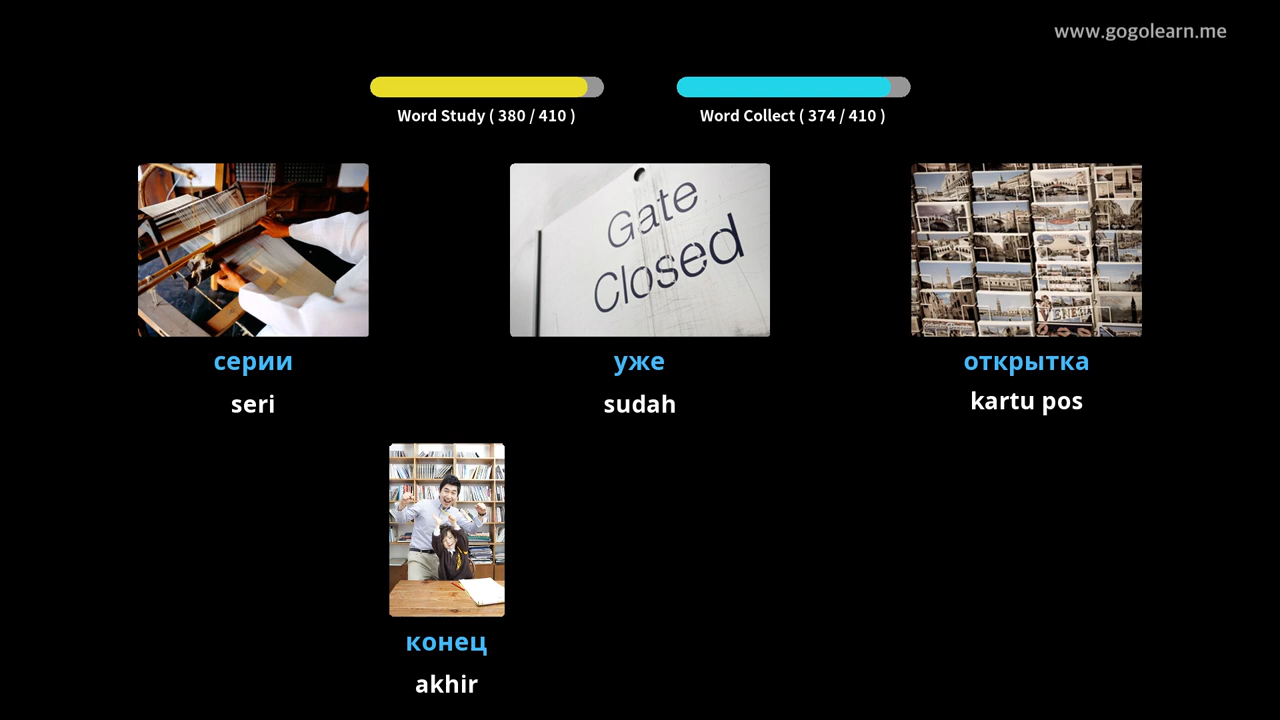 www.gogolearn.me
Word Study ( 380 / 410 )
Word Collect ( 374 / 410 )
Gate
Closed
VENEZIA
серии
уже
открытка
seri
sudah
kartu pos
конец
akhir